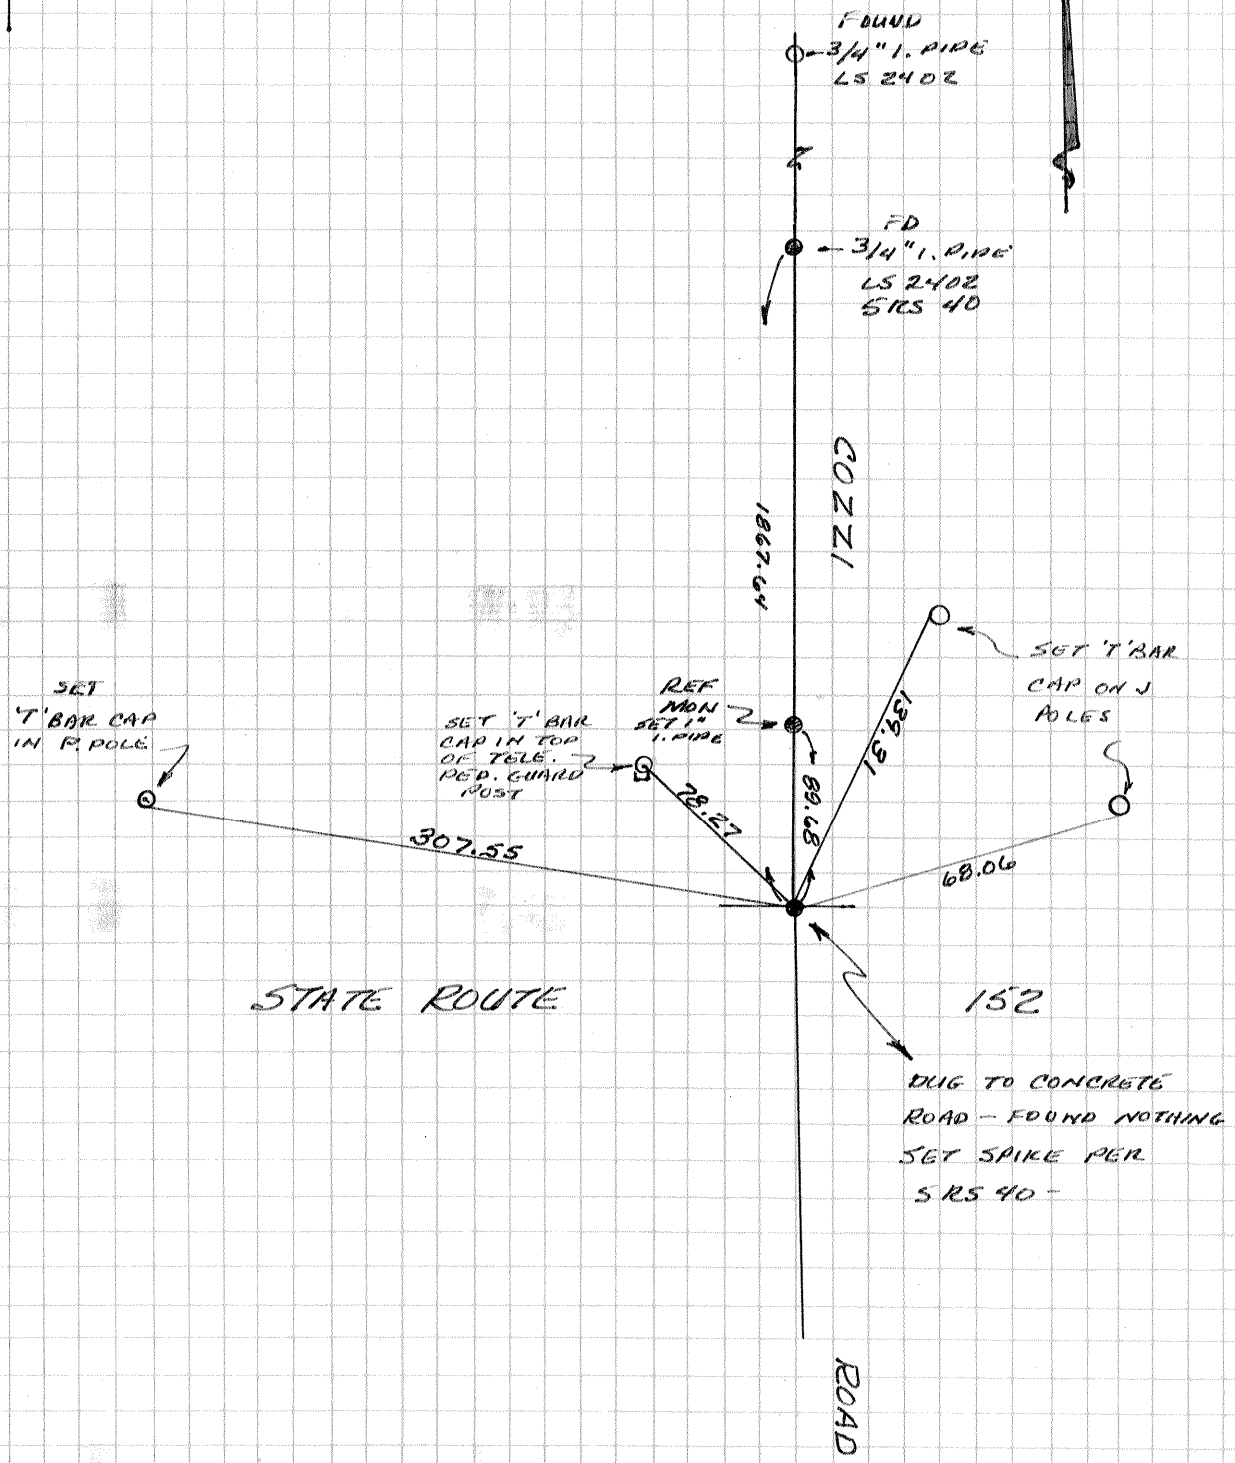 FOUND
3/4" I. PIPE
LS 2402
FD
3/4" I. PIPE
LS 2402
SRS 40
COZZI
1867.64
SET 'T' BAR
CAP ON J
POLES
139.31
REF
MON
SET 1"
I. PIPE
89.68
SET 'T' BAR
CAP IN TOP
OF TELE.
PED. GUARD
POST
78.27
SET
'T' BAR CAP
IN P. POLE
307.55
68.06
STATE ROUTE 152
DUG TO CONCRETE
ROAD - FOUND NOTHING
SET SPIKE PER
SRS 40 -
ROAD